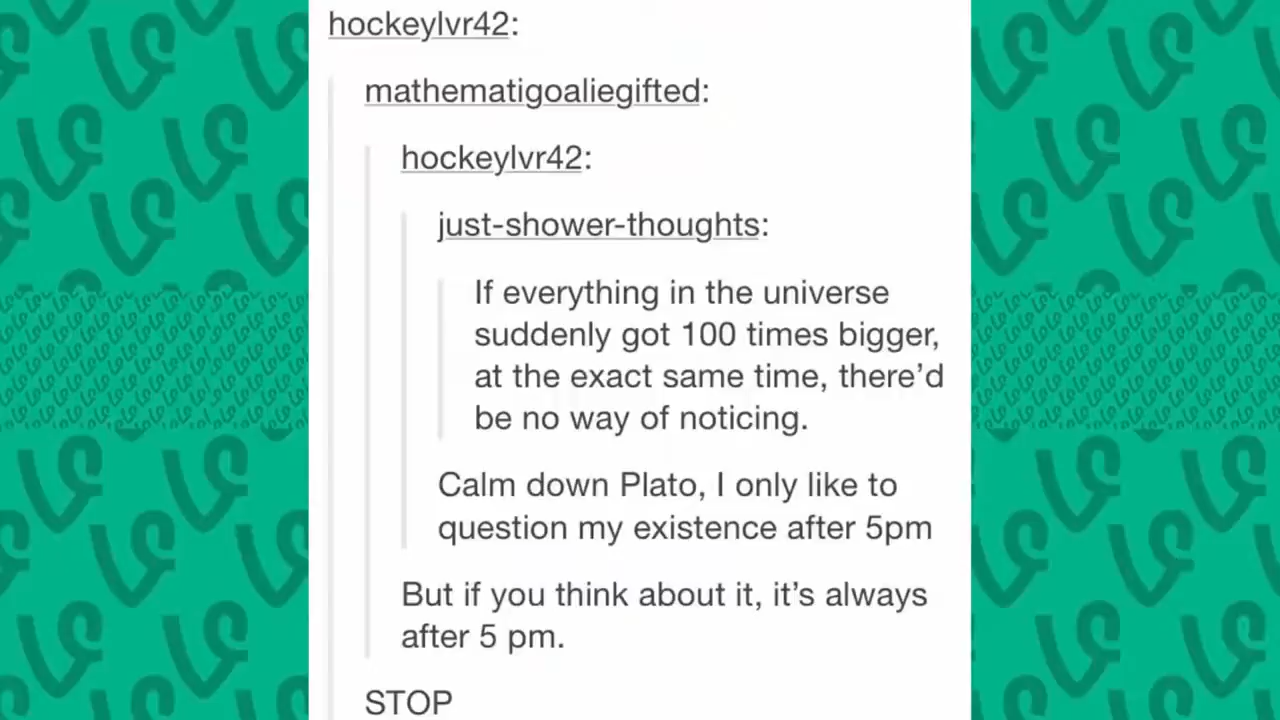 hockeylvr42:
mathematigoaliegifted:
hockeylvr42:
just-shower-thoughts:
If everything in the universe
suddenly got 100 times bigger,
at the exact same time, there’d
be no way of noticing.
Calm down Plato, I only like to
question my existence after 5pm
But if you think about it, it’s always
after 5 pm.
STOP